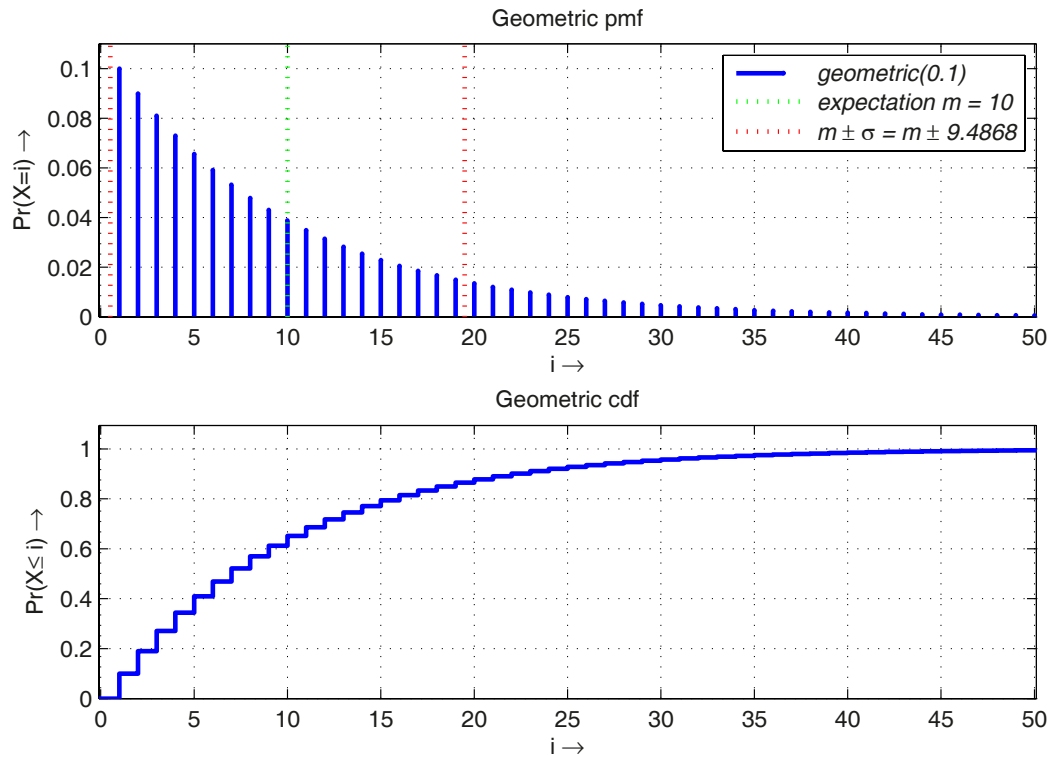 Geometric pmf
0.1
0.08
0.06
0.04
0.02
0
Pr(X=i) →
geometric(0.1)
expectation m = 10
m ± σ = m ± 9.4868
0 5 10 15 20 25 30 35 40 45 50
i →
Geometric cdf
1
0.8
0.6
0.4
0.2
0
Pr(X≤ i) →
0 5 10 15 20 25 30 35 40 45 50
i →